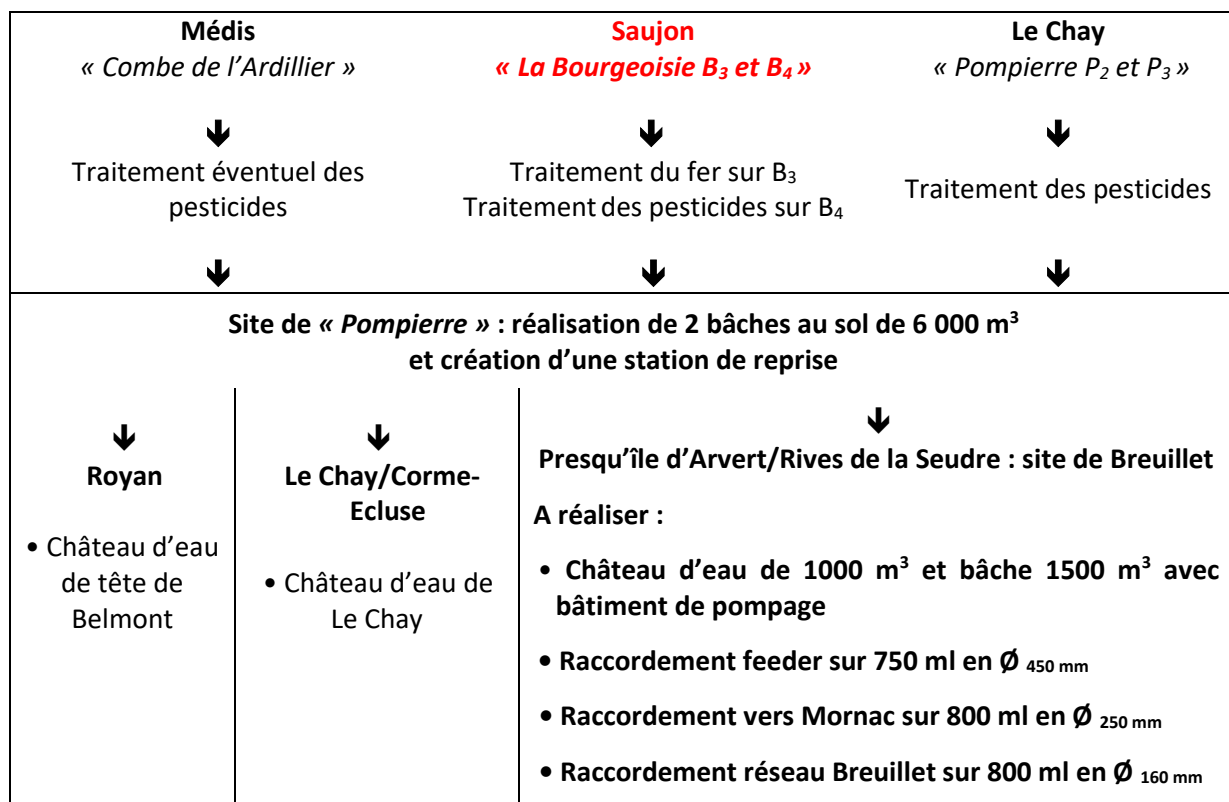 Médis
« Combe de l'Ardillier »
Traitement éventuel des
pesticides
Saujon
« La Bourgeoisie B3 et B4 »
Traitement du fer sur B3
Traitement des pesticides sur B4
Le Chay
« Pompierre P2 et P3 »
Traitement des pesticides
Site de « Pompierre » : réalisation de 2 bâches au sol de 6 000 m3
et création d'une station de reprise
Royan
• Château d'eau
de tête de
Belmont
Le Chay/Corme-
Ecluse
• Château d'eau de
Le Chay
Presqu'île d'Arvert/Rives de la Seudre : site de Breuillet
A réaliser :
• Château d'eau de 1000 m3 et bâche 1500 m3 avec
bâtiment de pompage
• Raccordement feeder sur 750 ml en Ø 450 mm
• Raccordement vers Mornac sur 800 ml en Ø 250 mm
• Raccordement réseau Breuillet sur 800 ml en Ø 160 mm